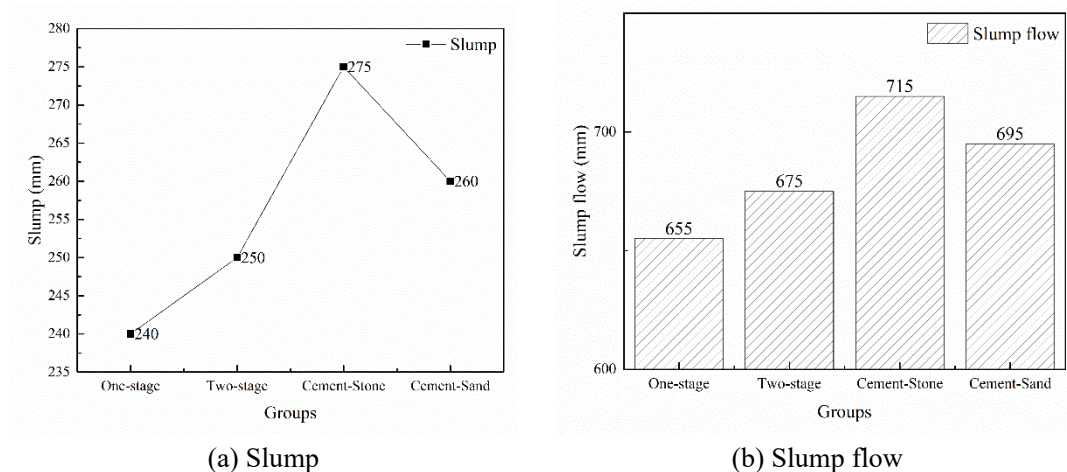 280
275
270
265
260
255
250
245
240
235
Slump (mm)
Slump
240
250
275
260
One-stage
Two-stage
Cement-Stone
Cement-Sand
Groups
(a) Slump
700
600
Slump flow (mm)
Slump flow
655
675
715
695
One-stage
Two-stage
Cement-Stone
Cement-Sand
Groups
(b) Slump flow